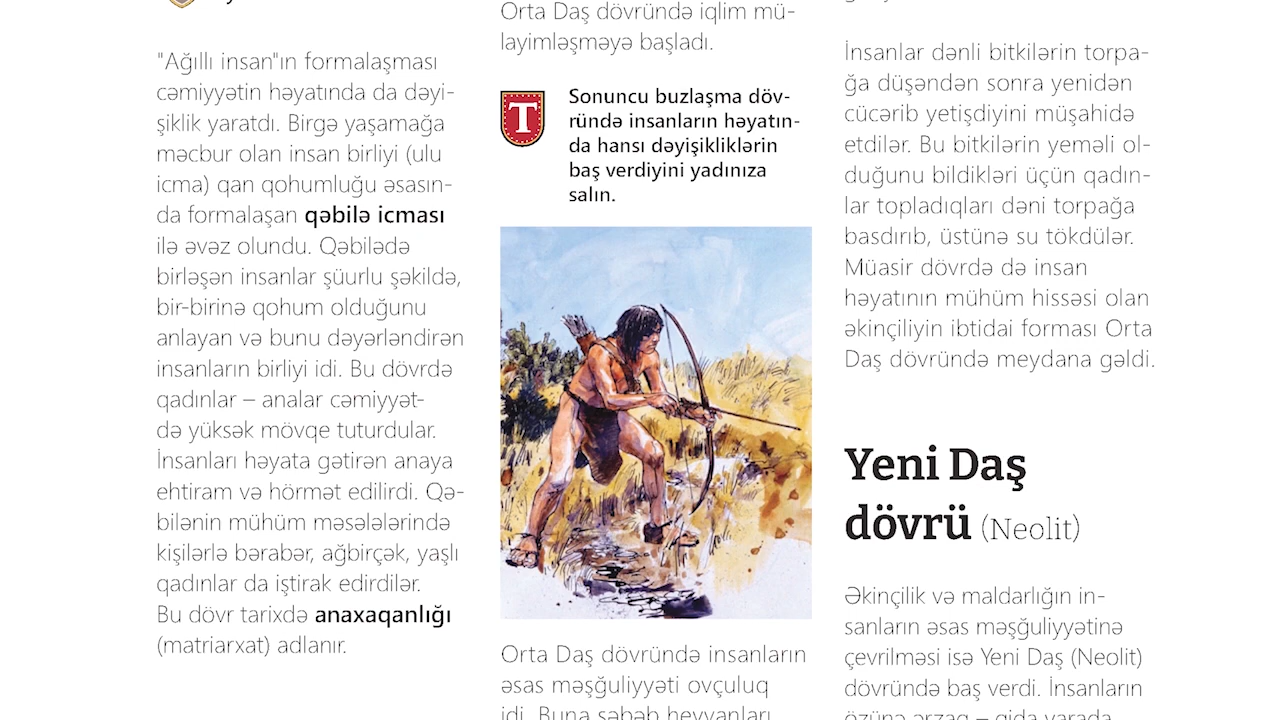 "Ağıllı insan"ın formalaşması
cəmiyyətin həyatında da dəyi-
şiklik yaratdı. Birgə yaşamağa
məcbur olan insan birliyi (ulu
icma) qan qohumluğu əsasın-
da formalaşan qəbilə icması
ilə əvəz olundu. Qəbilədə
birləşən insanlar şüurlu şəkildə,
bir-birinə qohum olduğunu
anlayan və bunu dəyərləndirən
insanların birliyi idi. Bu dövrdə
qadınlar – analar cəmiyyət-
də yüksək mövqe tuturdular.
İnsanları həyata gətirən anaya
ehtiram və hörmət edilirdi. Qə-
bilənin mühüm məsələlərində
kişilərlə bərabər, ağbirçək, yaşlı
qadınlar da iştirak edirdilər.
Bu dövr tarixdə anaxaqanlığı
(matriarxat) adlanır.
Orta Daş dövründə iqlim mü-
layimləşməyə başladı.
T
Sonuncu buzlaşma döv-
ründə insanların həyatın-
da hansı dəyişikliklərin
baş verdiyini yadınıza
salın.
Orta Daş dövründə insanların
əsas məşğuliyyəti ovçuluq
idi. Buna səbəb heyvanları
İnsanlar dənli bitkilərin torpa-
ğa düşəndən sonra yenidən
cücərib yetişdiyini müşahidə
etdilər. Bu bitkilərin yeməli ol-
duğunu bildikləri üçün qadın-
lar topladıqları dəni torpağa
basdırıb, üstünə su tökdülər.
Müasir dövrdə də insan
həyatının mühüm hissəsi olan
əkinçiliyin ibtidai forması Orta
Daş dövründə meydana gəldi.
Yeni Daş
dövrü (Neolit)
Əkinçilik və maldarlığın in-
sanların əsas məşğuliyyətinə
çevrilməsi isə Yeni Daş (Neolit)
dövründə baş verdi. İnsanların
özünə ərzaq – qida yarada